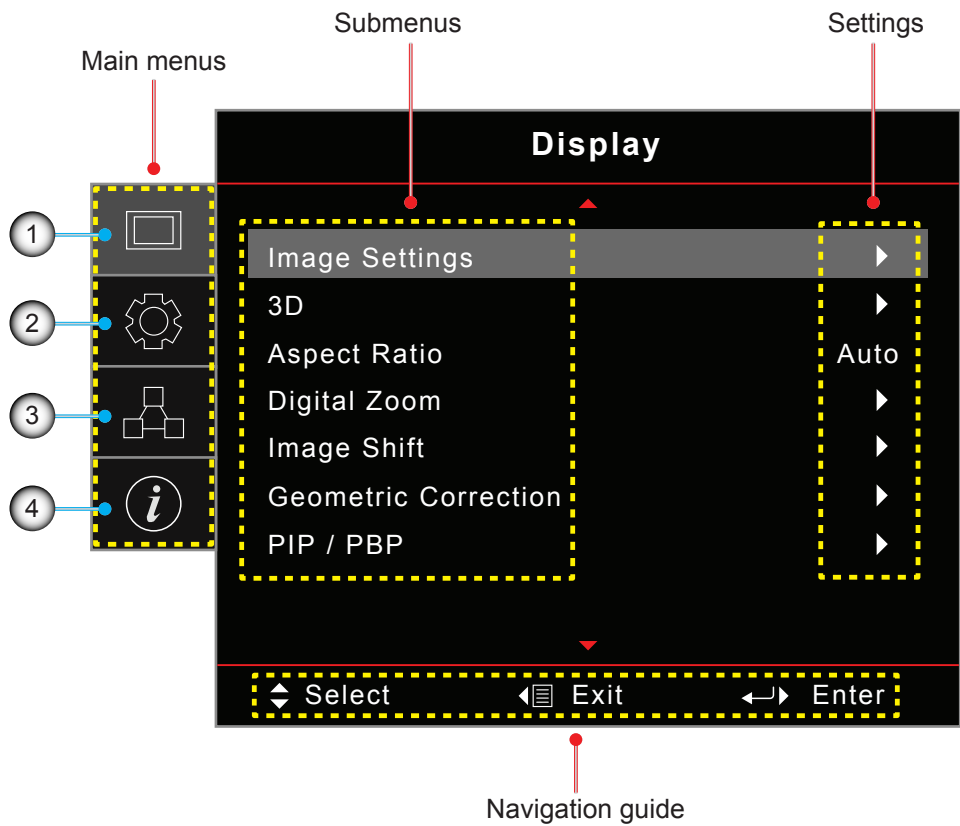 Submenus
Settings
Main menus
Display
1
2
3
4
Image Settings
3D
Aspect Ratio Auto
Digital Zoom
Image Shift
Geometric Correction
PIP / PBP
Select Exit Enter
Navigation guide